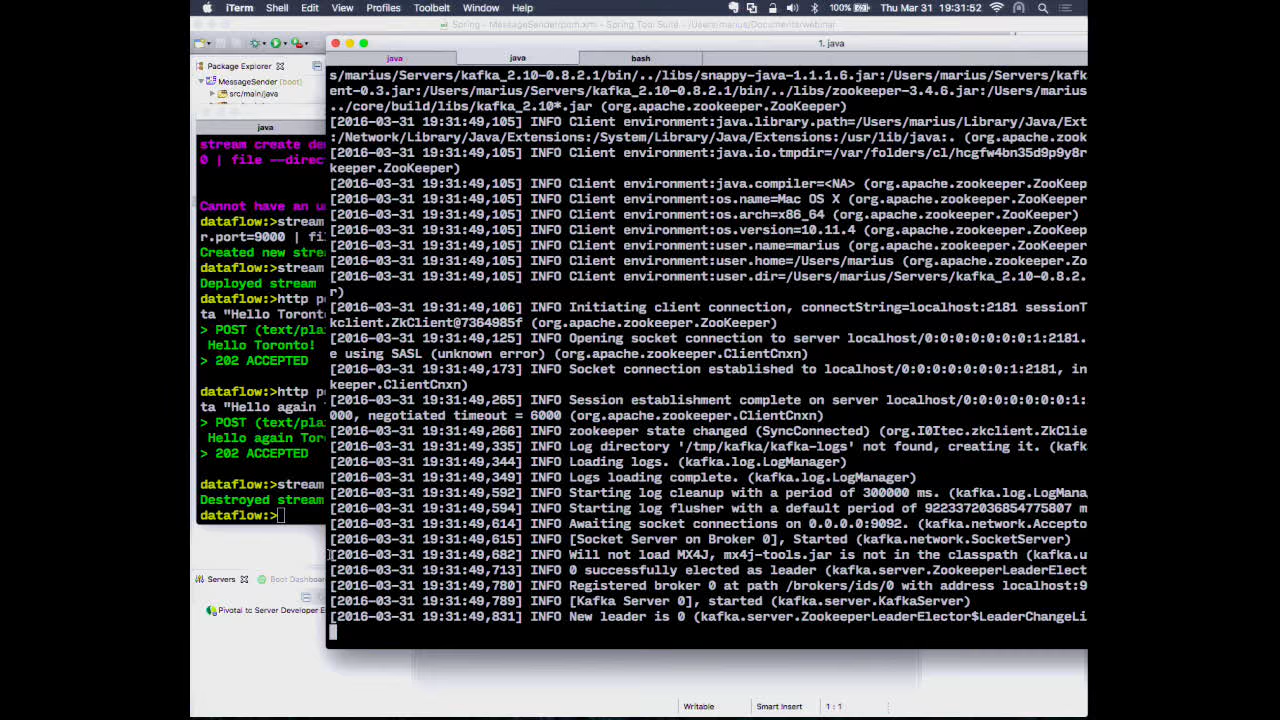 iTerm Shell Edit View Profiles Toolbelt Window Help 100% Thu Mar 31 19:31:52
Spring - MessageSender/pom.xml - Spring Tool Suite - /Users/marius/Documents/webinar
1. java
java java bash
Package Explorer
MessageSender [boot]
src/main/java
java
stream create de
0 | file --direc
Cannot have an u
dataflow:>stream
r.port=9000 | fi
Created new stre
dataflow:>stream
Deployed stream
dataflow:>http p
ta "Hello Toront
> POST (text/pla
Hello Toronto!
> 202 ACCEPTED
dataflow:>http p
ta "Hello again
> POST (text/pla
Hello again Tor
> 202 ACCEPTED
dataflow:>stream
Destroyed stream
dataflow:>
s/marius/Servers/kafka_2.10-0.8.2.1/bin/../libs/snappy-java-1.1.1.6.jar:/Users/marius/Servers/kafk
ent-0.3.jar:/Users/marius/Servers/kafka_2.10-0.8.2.1/bin/../libs/zookeeper-3.4.6.jar:/Users/marius
../core/build/libs/kafka_2.10*.jar (org.apache.zookeeper.ZooKeeper)
[2016-03-31 19:31:49,105] INFO Client environment:java.library.path=/Users/marius/Library/Java/Ext
:/Network/Library/Java/Extensions:/System/Library/Java/Extensions:/usr/lib/java:. (org.apache.zook
[2016-03-31 19:31:49,105] INFO Client environment:java.io.tmpdir=/var/folders/cl/hcgfw4bn35d9p9y8r
keeper.ZooKeeper)
[2016-03-31 19:31:49,105] INFO Client environment:java.compiler=<NA> (org.apache.zookeeper.ZooKeep
[2016-03-31 19:31:49,105] INFO Client environment:os.name=Mac OS X (org.apache.zookeeper.ZooKeeper
[2016-03-31 19:31:49,105] INFO Client environment:os.arch=x86_64 (org.apache.zookeeper.ZooKeeper)
[2016-03-31 19:31:49,105] INFO Client environment:os.version=10.11.4 (org.apache.zookeeper.ZooKeep
[2016-03-31 19:31:49,105] INFO Client environment:user.name=marius (org.apache.zookeeper.ZooKeeper
[2016-03-31 19:31:49,105] INFO Client environment:user.home=/Users/marius (org.apache.zookeeper.Zo
[2016-03-31 19:31:49,105] INFO Client environment:user.dir=/Users/marius/Servers/kafka_2.10-0.8.2.
r)
[2016-03-31 19:31:49,106] INFO Initiating client connection, connectString=localhost:2181 sessionT
kclient.ZkClient@7364985f (org.apache.zookeeper.ZooKeeper)
[2016-03-31 19:31:49,125] INFO Opening socket connection to server localhost/0:0:0:0:0:0:0:1:2181.
e using SASL (unknown error) (org.apache.zookeeper.ClientCnxn)
[2016-03-31 19:31:49,173] INFO Socket connection established to localhost/0:0:0:0:0:0:0:1:2181, in
keeper.ClientCnxn)
[2016-03-31 19:31:49,265] INFO Session establishment complete on server localhost/0:0:0:0:0:0:0:1:
000, negotiated timeout = 6000 (org.apache.zookeeper.ClientCnxn)
[2016-03-31 19:31:49,266] INFO zookeeper state changed (SyncConnected) (org.I0Itec.zkclient.ZkClie
[2016-03-31 19:31:49,335] INFO Log directory '/tmp/kafka/kafka-logs' not found, creating it. (kafk
[2016-03-31 19:31:49,344] INFO Loading logs. (kafka.log.LogManager)
[2016-03-31 19:31:49,349] INFO Logs loading complete. (kafka.log.LogManager)
[2016-03-31 19:31:49,592] INFO Starting log cleanup with a period of 300000 ms. (kafka.log.LogMana
[2016-03-31 19:31:49,594] INFO Starting log flusher with a default period of 9223372036854775807 m
[2016-03-31 19:31:49,614] INFO Awaiting socket connections on 0.0.0.0:9092. (kafka.network.Accepto
[2016-03-31 19:31:49,615] INFO [Socket Server on Broker 0], Started (kafka.network.SocketServer)
[2016-03-31 19:31:49,682] INFO Will not load MX4J, mx4j-tools.jar is not in the classpath (kafka.u
[2016-03-31 19:31:49,713] INFO 0 successfully elected as leader (kafka.server.ZookeeperLeaderElect
[2016-03-31 19:31:49,780] INFO Registered broker 0 at path /brokers/ids/0 with address localhost:9
[2016-03-31 19:31:49,789] INFO [Kafka Server 0], started (kafka.server.KafkaServer)
[2016-03-31 19:31:49,831] INFO New leader is 0 (kafka.server.ZookeeperLeaderElector$LeaderChangeLi
Servers Boot Dashboar
Pivotal tc Server Developer E
Writable Smart Insert 1 : 1